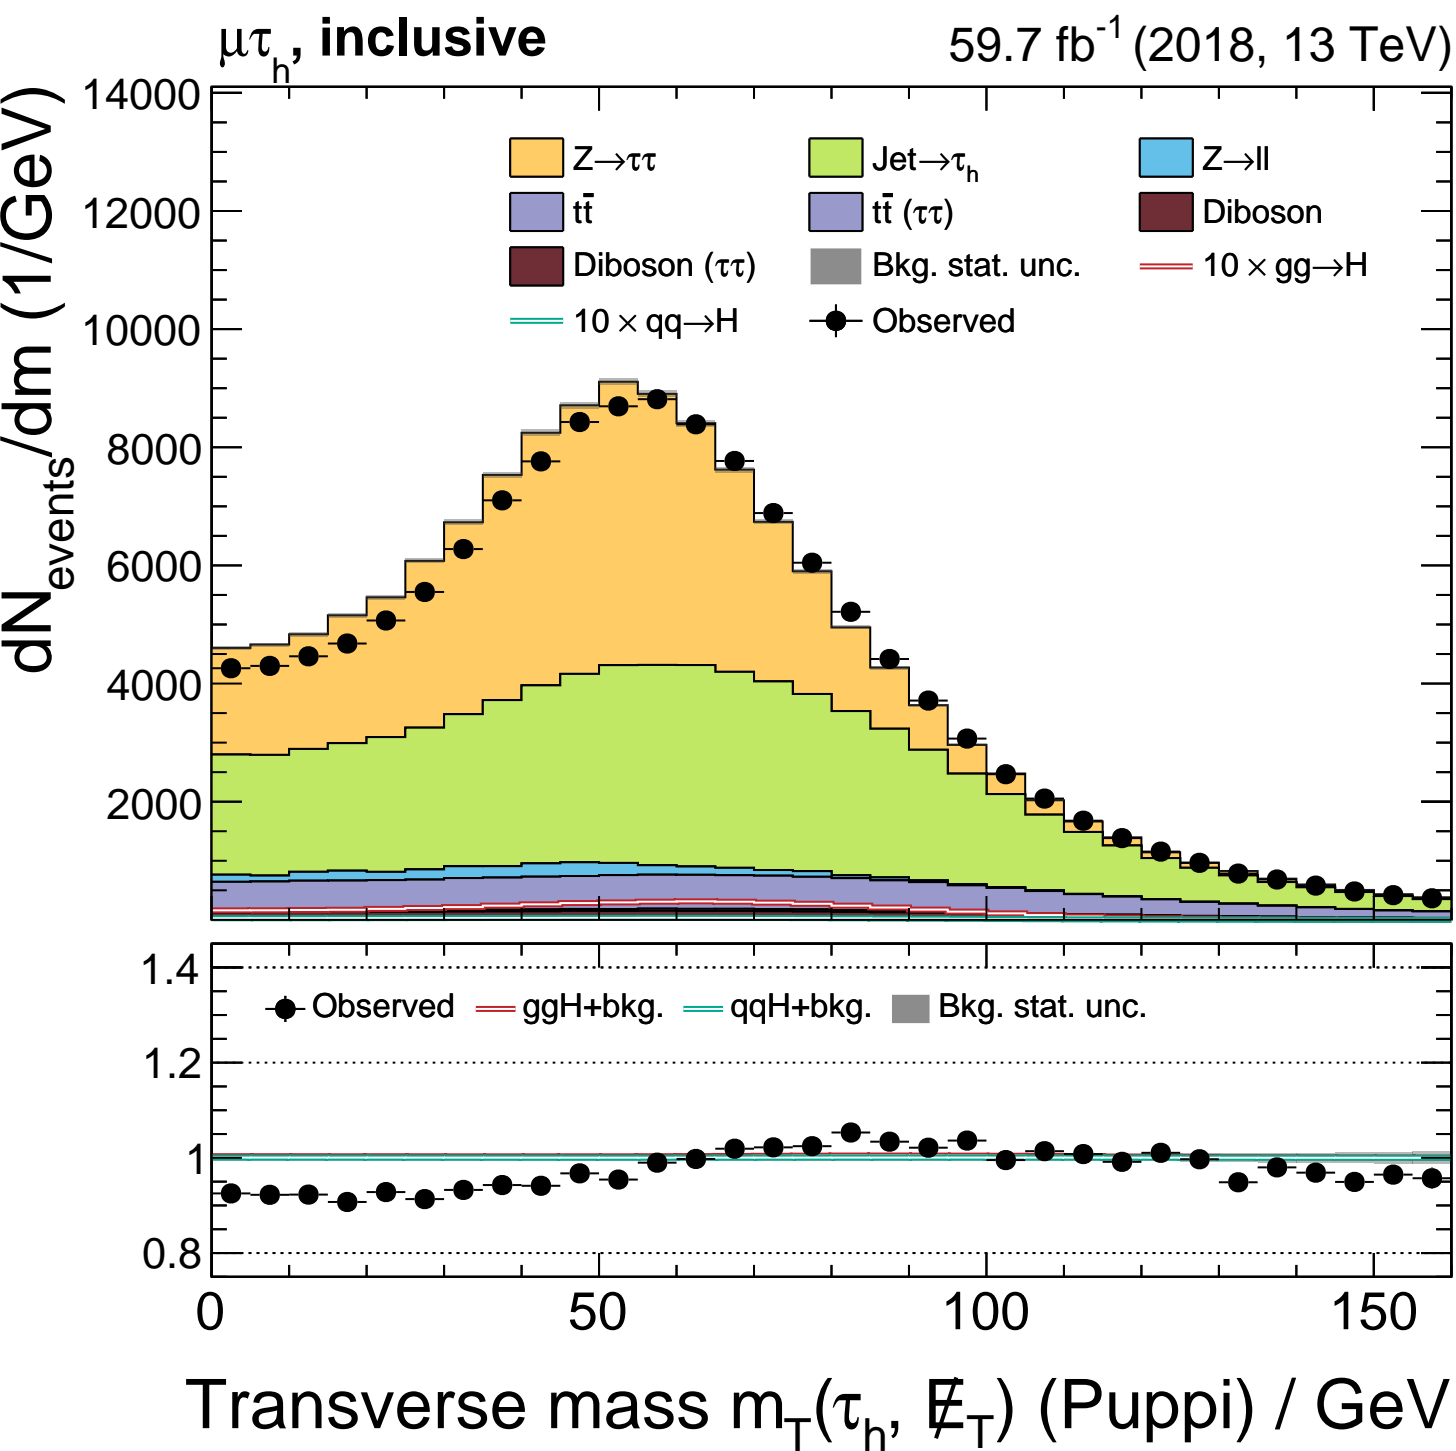 μτh, inclusive 59.7 fb-1 (2018, 13 TeV)
dNevents/dm (1/GeV)
14000
12000
10000
8000
6000
4000
2000
Z→ττ Jet→τh Z→ll
tt̄ tt̄ (ττ) Diboson
Diboson (ττ) Bkg. stat. unc. 10 × gg→H
10 × qq→H Observed
1.4
1.2
1
0.8
Observed ggH+bkg. qqH+bkg. Bkg. stat. unc.
0 50 100 150
Transverse mass mT(τh, E̸T) (Puppi) / GeV